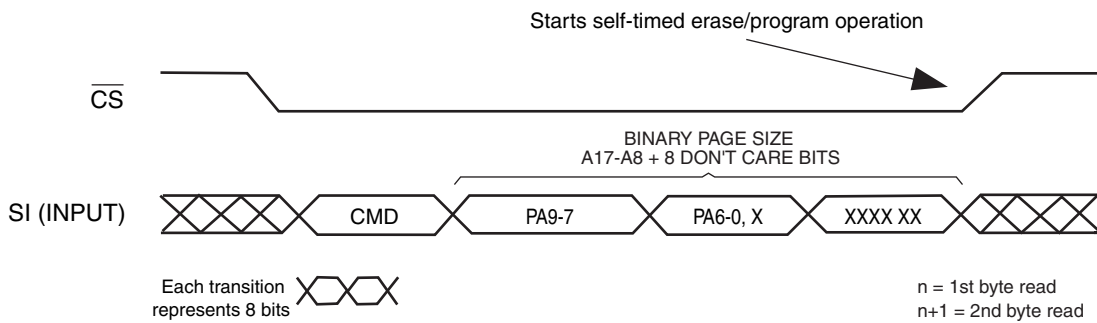 Starts self-timed erase/program operation
CS
BINARY PAGE SIZE
A17-A8 + 8 DON'T CARE BITS
SI (INPUT)
CMD
PA9-7
PA6-0, X
XXXX XX
Each transition
represents 8 bits
n = 1st byte read
n+1 = 2nd byte read